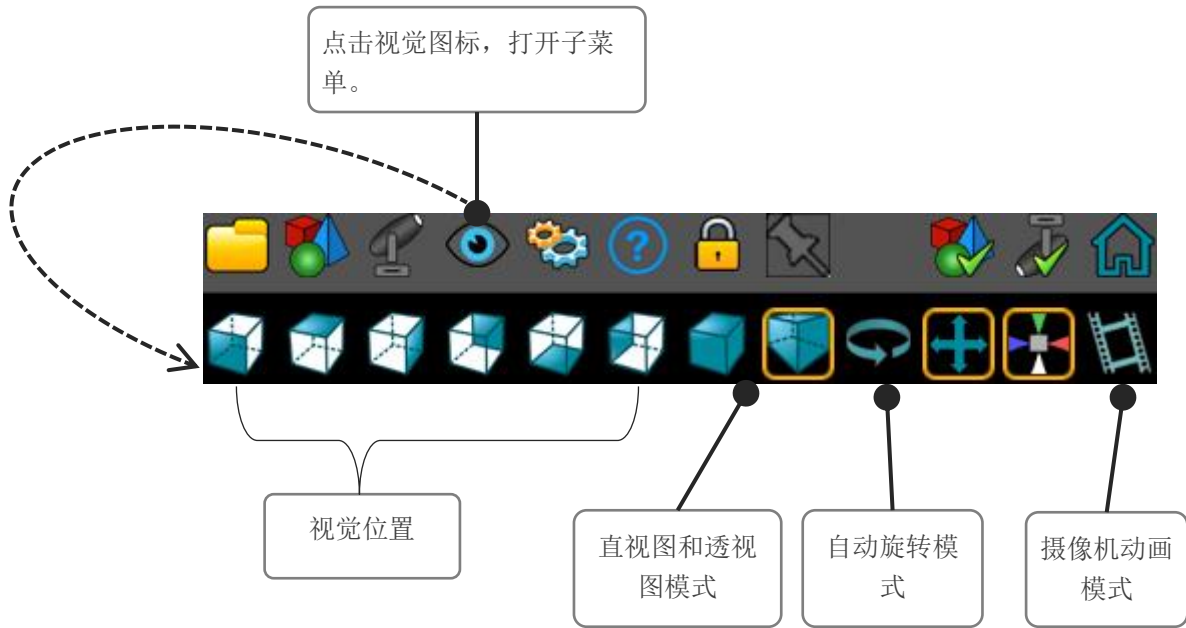 点击视觉图标，打开子菜
单。
?
视觉位置
直视图和透视
图模式
自动旋转模
式
摄像机动画
模式